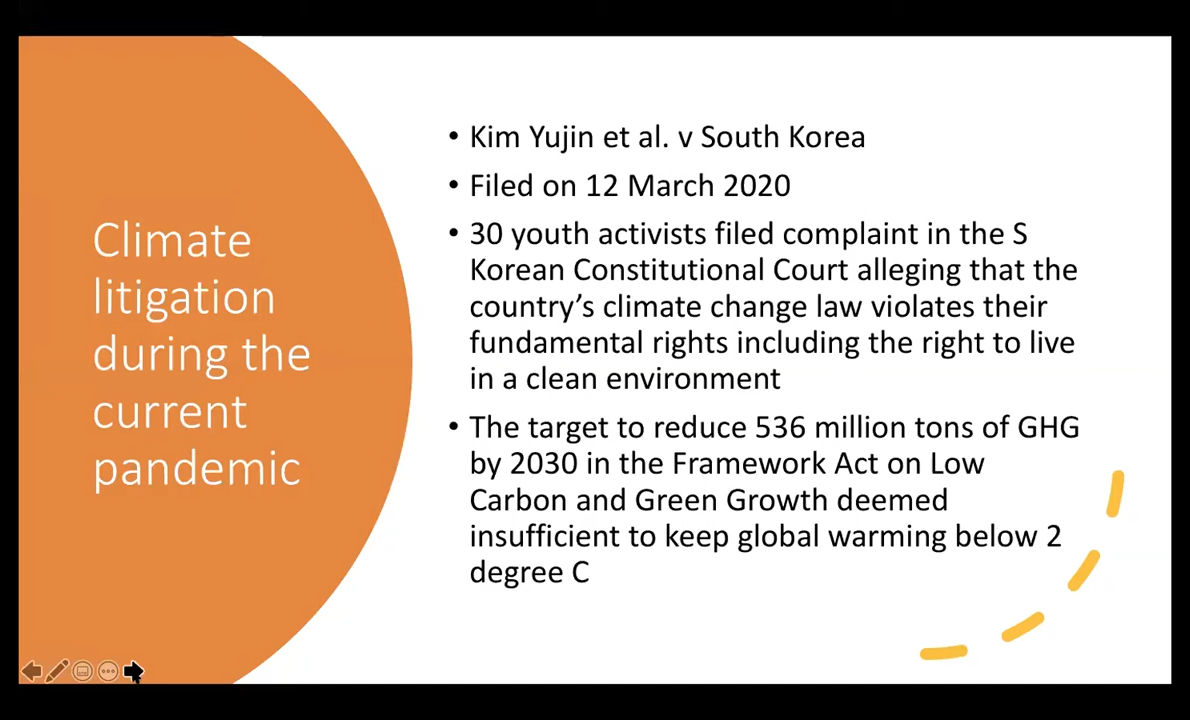 Climate
litigation
during the
current
pandemic
• Kim Yujin et al. v South Korea
• Filed on 12 March 2020
• 30 youth activists filed complaint in the S
Korean Constitutional Court alleging that the
country’s climate change law violates their
fundamental rights including the right to live
in a clean environment
• The target to reduce 536 million tons of GHG
by 2030 in the Framework Act on Low
Carbon and Green Growth deemed
insufficient to keep global warming below 2
degree C